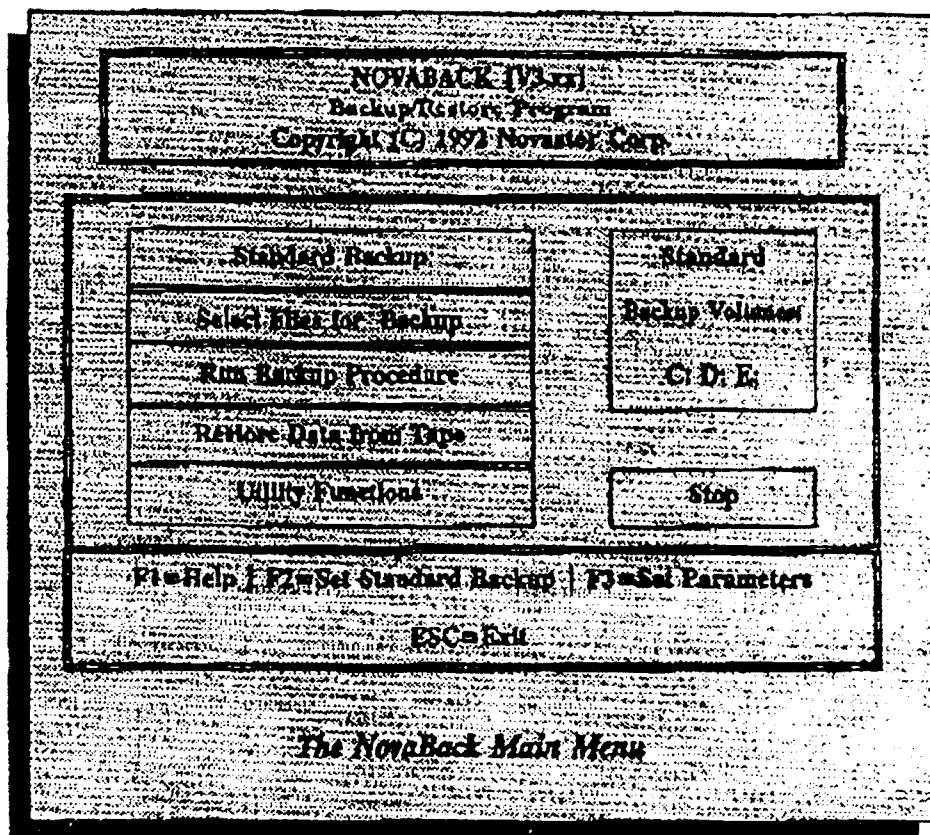 NOVABACK [V3.xx]
Backup/Restore Program
Copyright (C) 1992 Novastor Corp.
Standard Backup
Select Files for Backup
Run Backup Procedure
Restore Data from Tape
Utility Functions
Standard
Backup Volumes:
C: D: E:
Stop
F1=Help | F2=Set Standard Backup | F3=Set Parameters
ESC=Exit
The NovaBack Main Menu